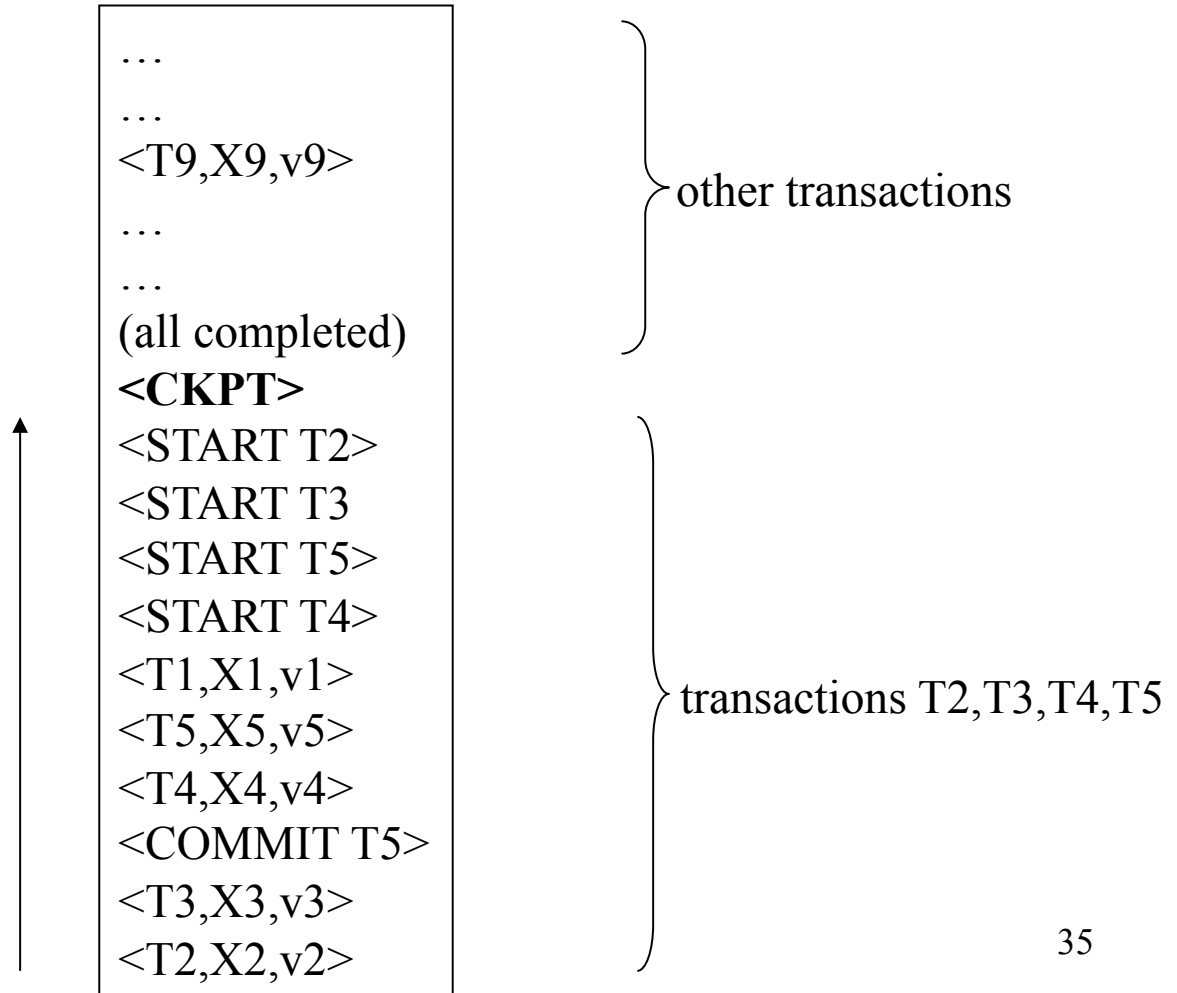 …
…
<T9,X9,v9>
other transactions
…
…
(all completed)
<CKPT>
<START T2>
<START T3
<START T5>
<START T4>
<T1,X1,v1>
transactions T2,T3,T4,T5
<T5,X5,v5>
<T4,X4,v4>
<COMMIT T5>
<T3,X3,v3>
<T2,X2,v2>
35